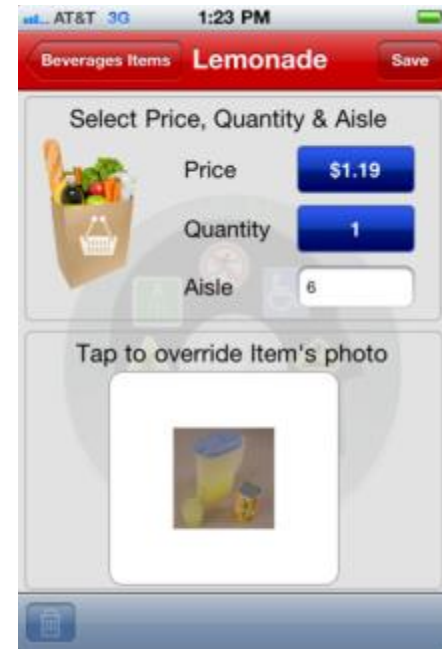 AT&T 3G 1:23 PM
Beverages Items Lemonade Save
Select Price, Quantity & Aisle
Price $1.19
Quantity 1
Aisle 6
Tap to override Item's photo